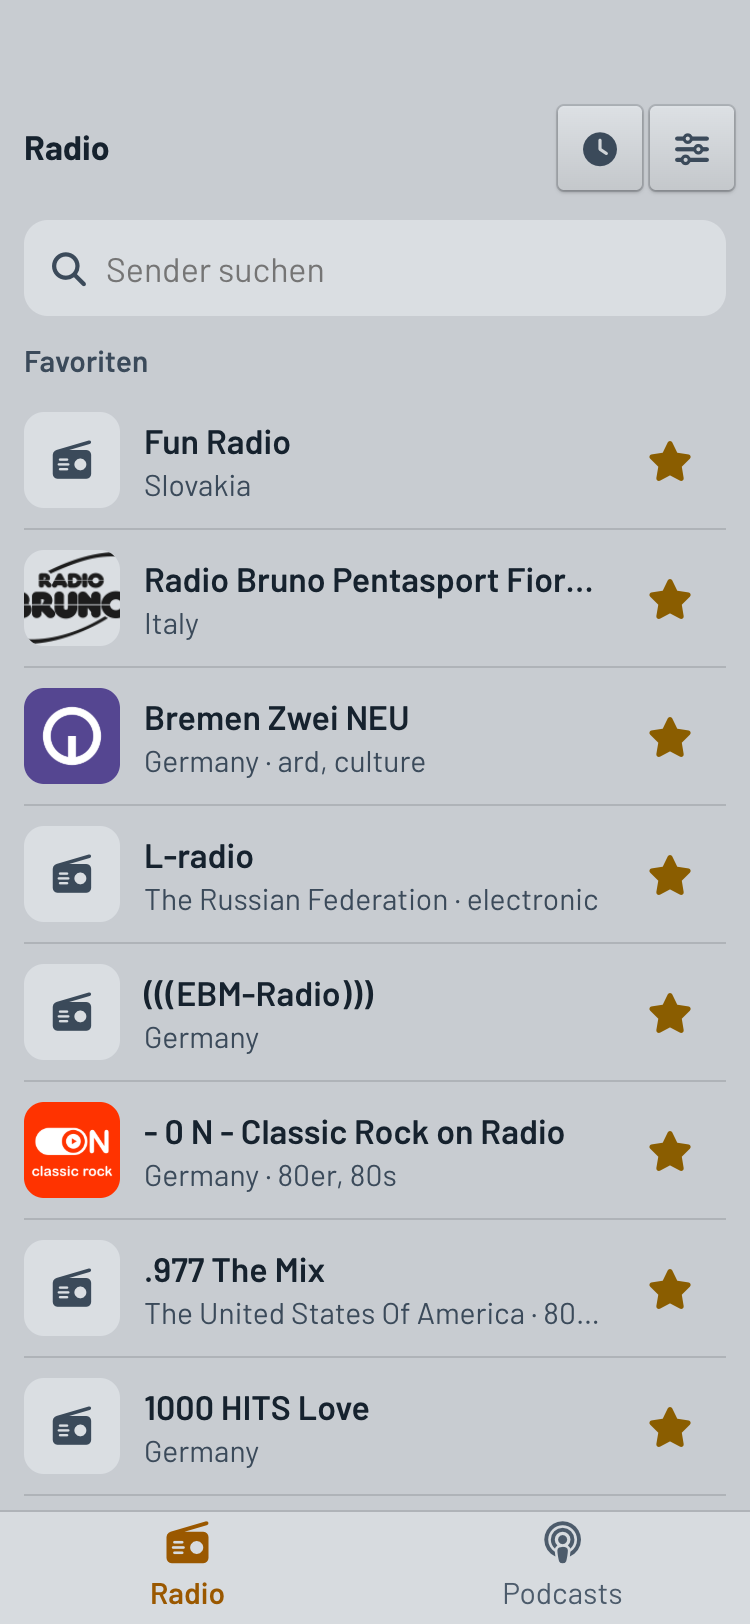 Radio
Sender suchen
Favoriten
Fun Radio
Slovakia
RADIO
BRUNO
Radio Bruno Pentasport Fior...
Italy
Bremen Zwei NEU
Germany · ard, culture
L-radio
The Russian Federation · electronic
(((EBM-Radio)))
Germany
ON
classic rock
- 0 N - Classic Rock on Radio
Germany · 80er, 80s
.977 The Mix
The United States Of America · 80...
1000 HITS Love
Germany
Radio
Podcasts